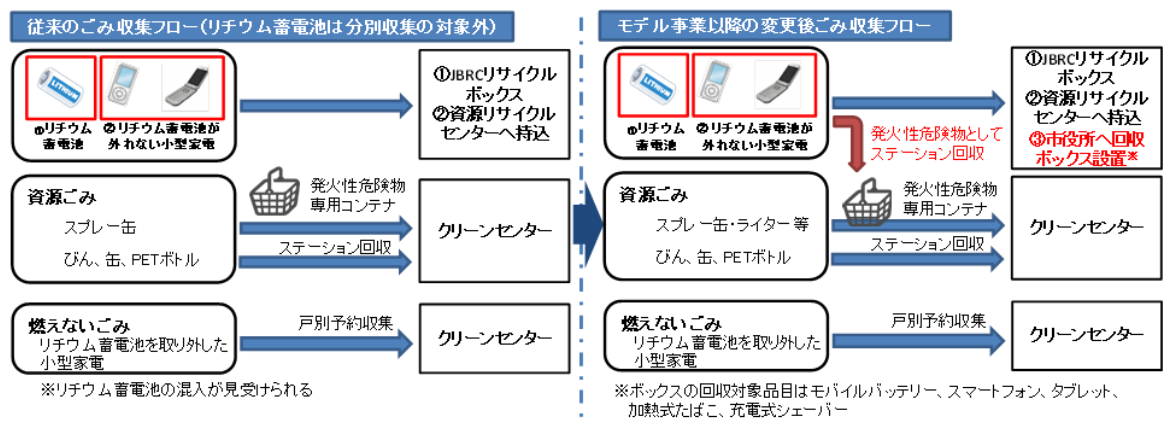 従来のごみ収集フロー(リチウム蓄電池は分別収集の対象外)
LITHIUM
①リチウム
蓄電池
②リチウム蓄電池が
外れない小型家電
①JBRCリサイクル
ボックス
②資源リサイクル
センターへ持込
資源ごみ
スプレー缶
びん、缶、PETボトル
発火性危険物
専用コンテナ
ステーション回収
クリーンセンター
燃えないごみ
リチウム蓄電池を取り外した
小型家電
戸別予約収集
クリーンセンター
※リチウム蓄電池の混入が見受けられる
モデル事業以降の変更後ごみ収集フロー
LITHIUM
①リチウム
蓄電池
②リチウム蓄電池が
外れない小型家電
発火性危険物として
ステーション回収
①JBRCリサイクル
ボックス
②資源リサイクル
センターへ持込
③市役所へ回収
ボックス設置※
資源ごみ
スプレー缶・ライター等
びん、缶、PETボトル
発火性危険物
専用コンテナ
ステーション回収
クリーンセンター
燃えないごみ
リチウム蓄電池を取り外した
小型家電
戸別予約収集
クリーンセンター
※ボックスの回収対象品目はモバイルバッテリー、スマートフォン、タブレット、
加熱式たばこ、充電式シェーバー